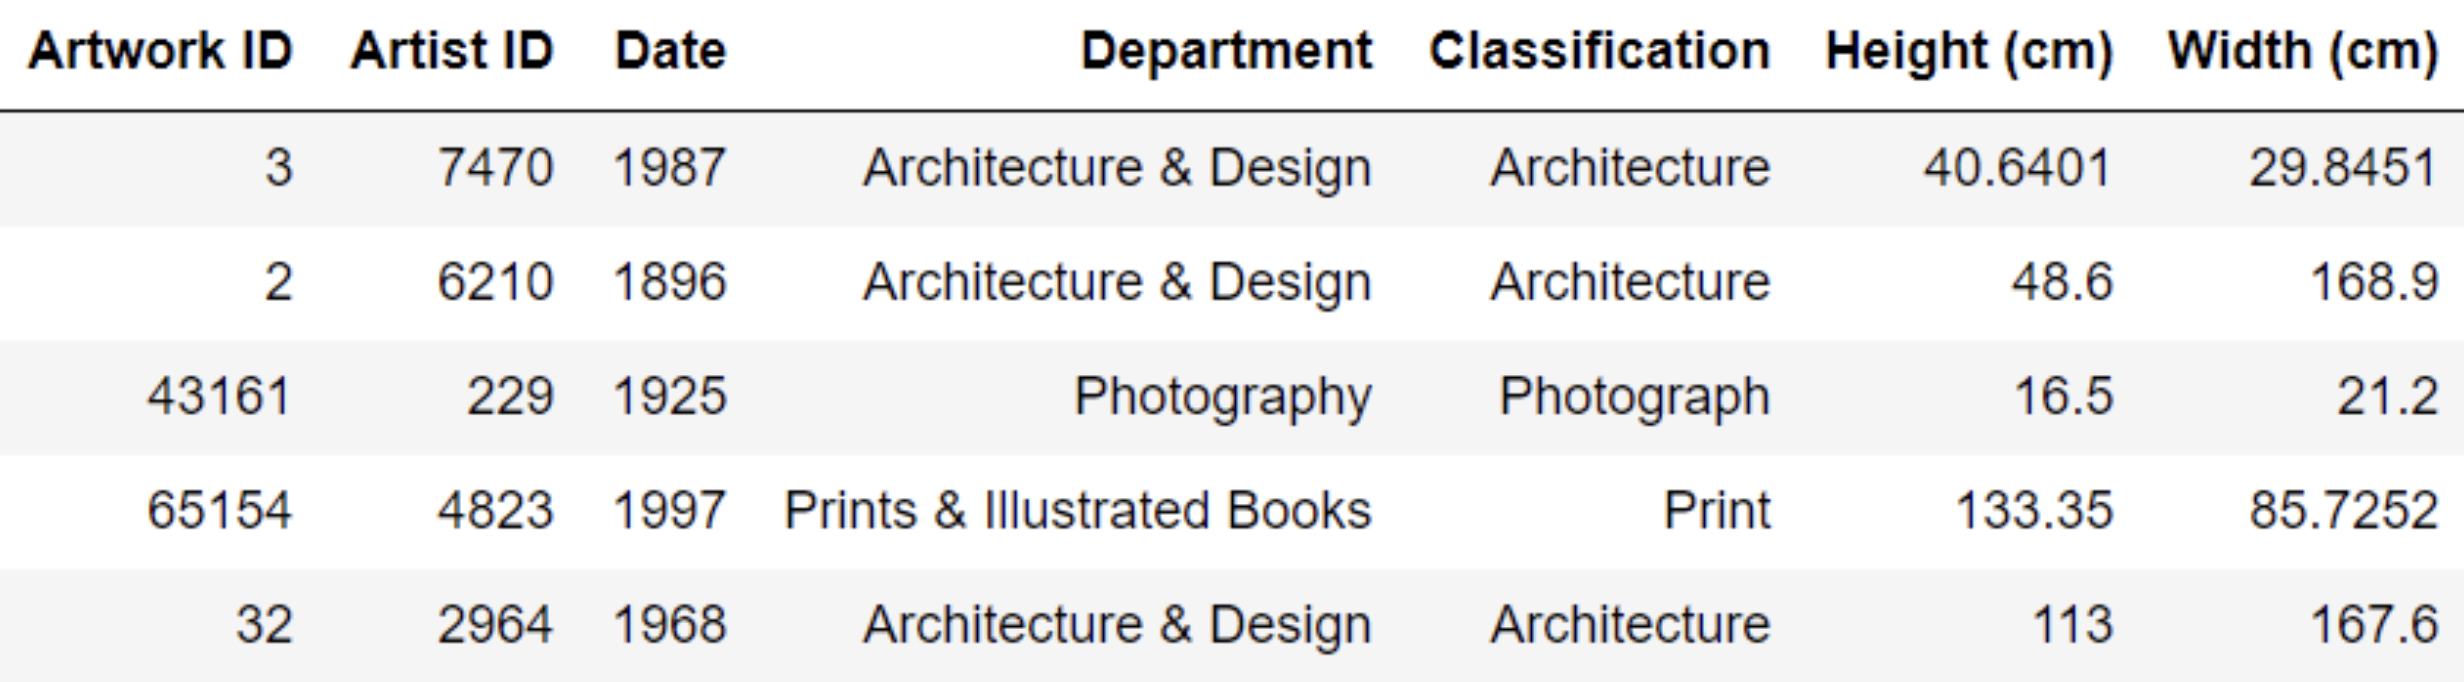 Artwork ID Artist ID Date Department Classification Height (cm) Width (cm)
3 7470 1987 Architecture & Design Architecture 40.6401 29.8451
2 6210 1896 Architecture & Design Architecture 48.6 168.9
43161 229 1925 Photography Photograph 16.5 21.2
65154 4823 1997 Prints & Illustrated Books Print 133.35 85.7252
32 2964 1968 Architecture & Design Architecture 113 167.6